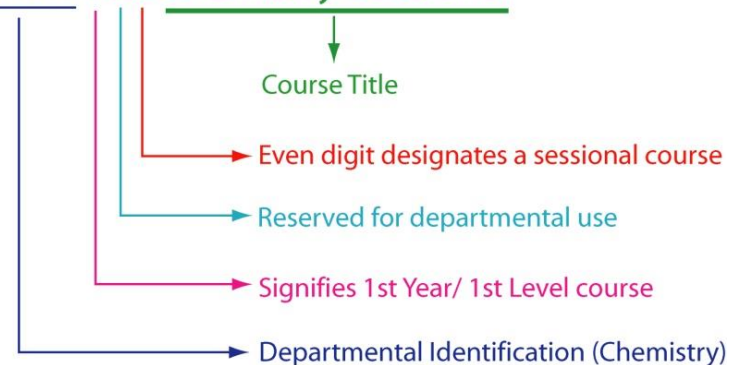 Course Title
Even digit designates a sessional course
Reserved for departmental use
Signifies 1st Year/ 1st Level course
Departmental Identification (Chemistry)